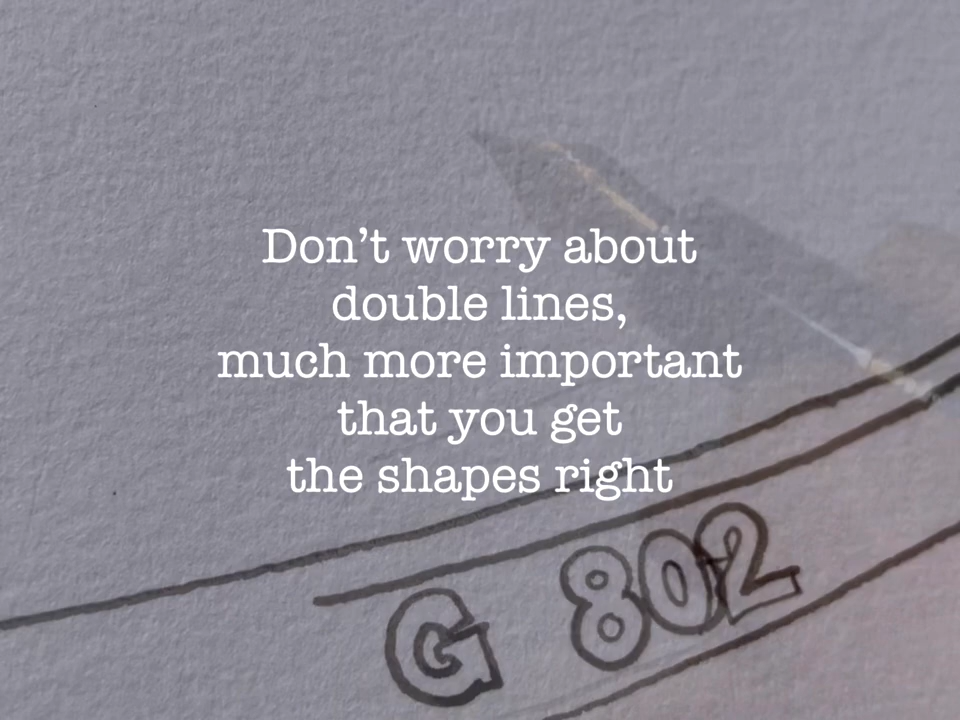 Don’t worry about
double lines,
much more important
that you get
the shapes right
G 802